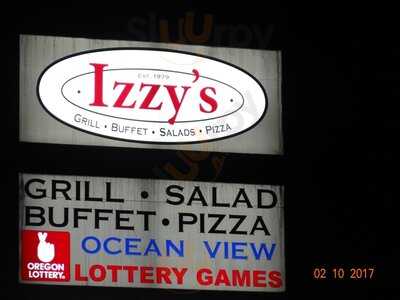 Est. 1979
Izzy's
GRILL • BUFFET • SALADS • PIZZA
GRILL • SALAD
BUFFET • PIZZA
OCEAN VIEW
LOTTERY GAMES
OREGON
LOTTERY.
02 10 2017
sluurpy